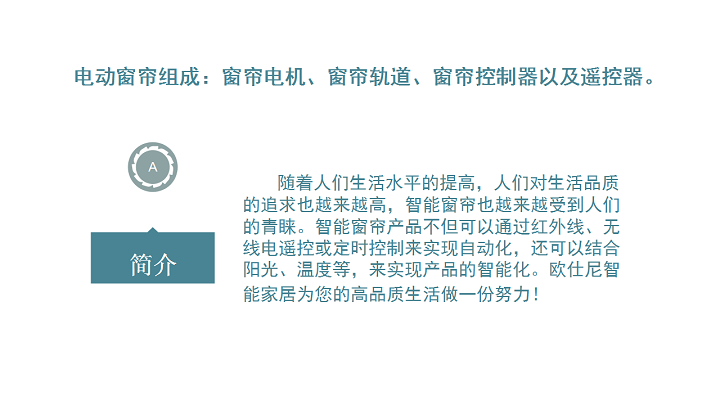 电动窗帘组成：窗帘电机、窗帘轨道、窗帘控制器以及遥控器。
A
简介
随着人们生活水平的提高，人们对生活品质
的追求也越来越高，智能窗帘也越来越受到人们
的青睐。智能窗帘产品不但可以通过红外线、无
线电遥控或定时控制来实现自动化，还可以结合
阳光、温度等，来实现产品的智能化。欧仕尼智
能家居为您的高品质生活做一份努力！